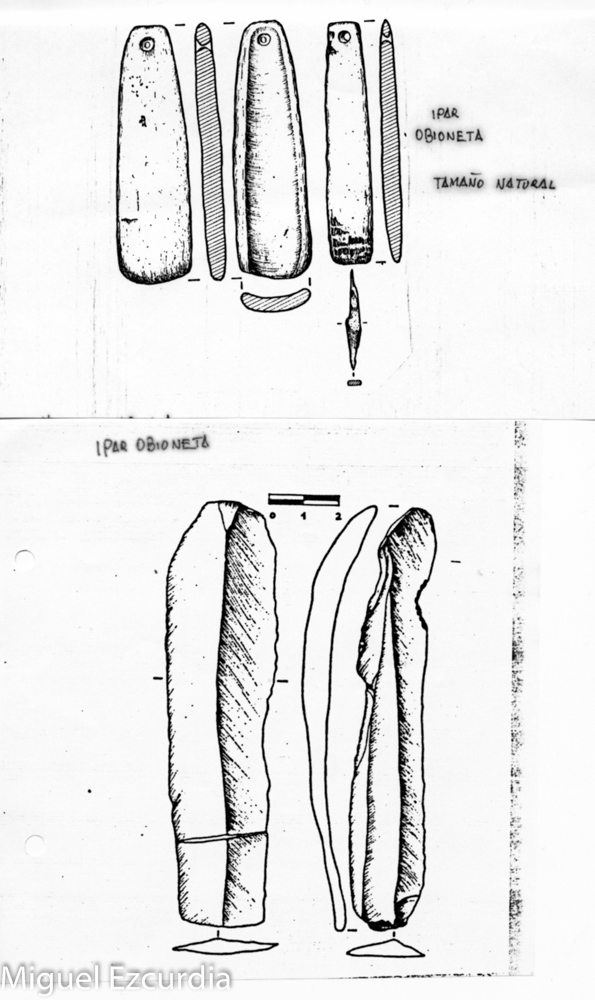 IPAR
OBIONETA
TAMAÑO NATURAL
IPAR OBIONETA
0 1 2
Miguel Ezcurdia